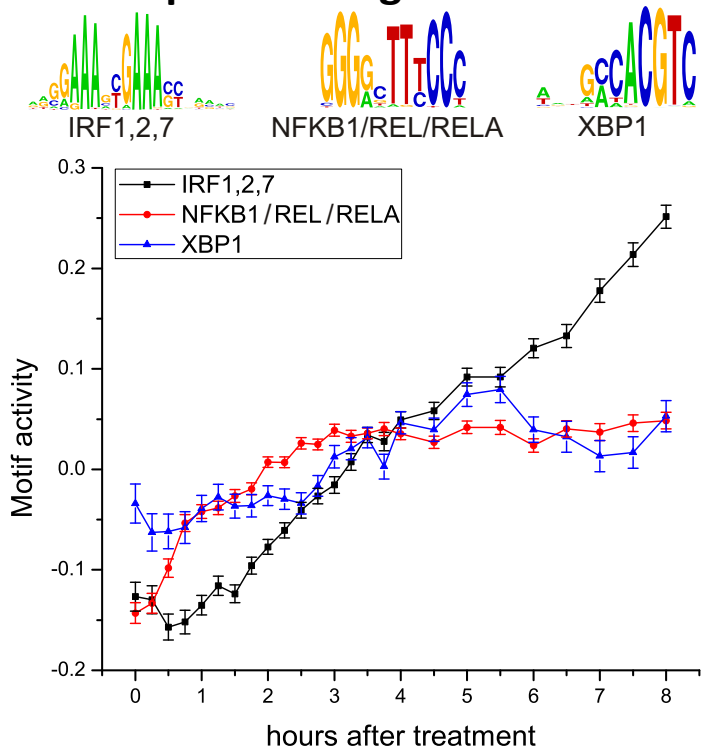 IRF1,2,7
NFKB1/REL/RELA
XBP1
IRF1,2,7
NFKB1/REL/RELA
XBP1
0.3
0.2
0.1
0.0
-0.1
-0.2
Motif activity
0 1 2 3 4 5 6 7 8
hours after treatment